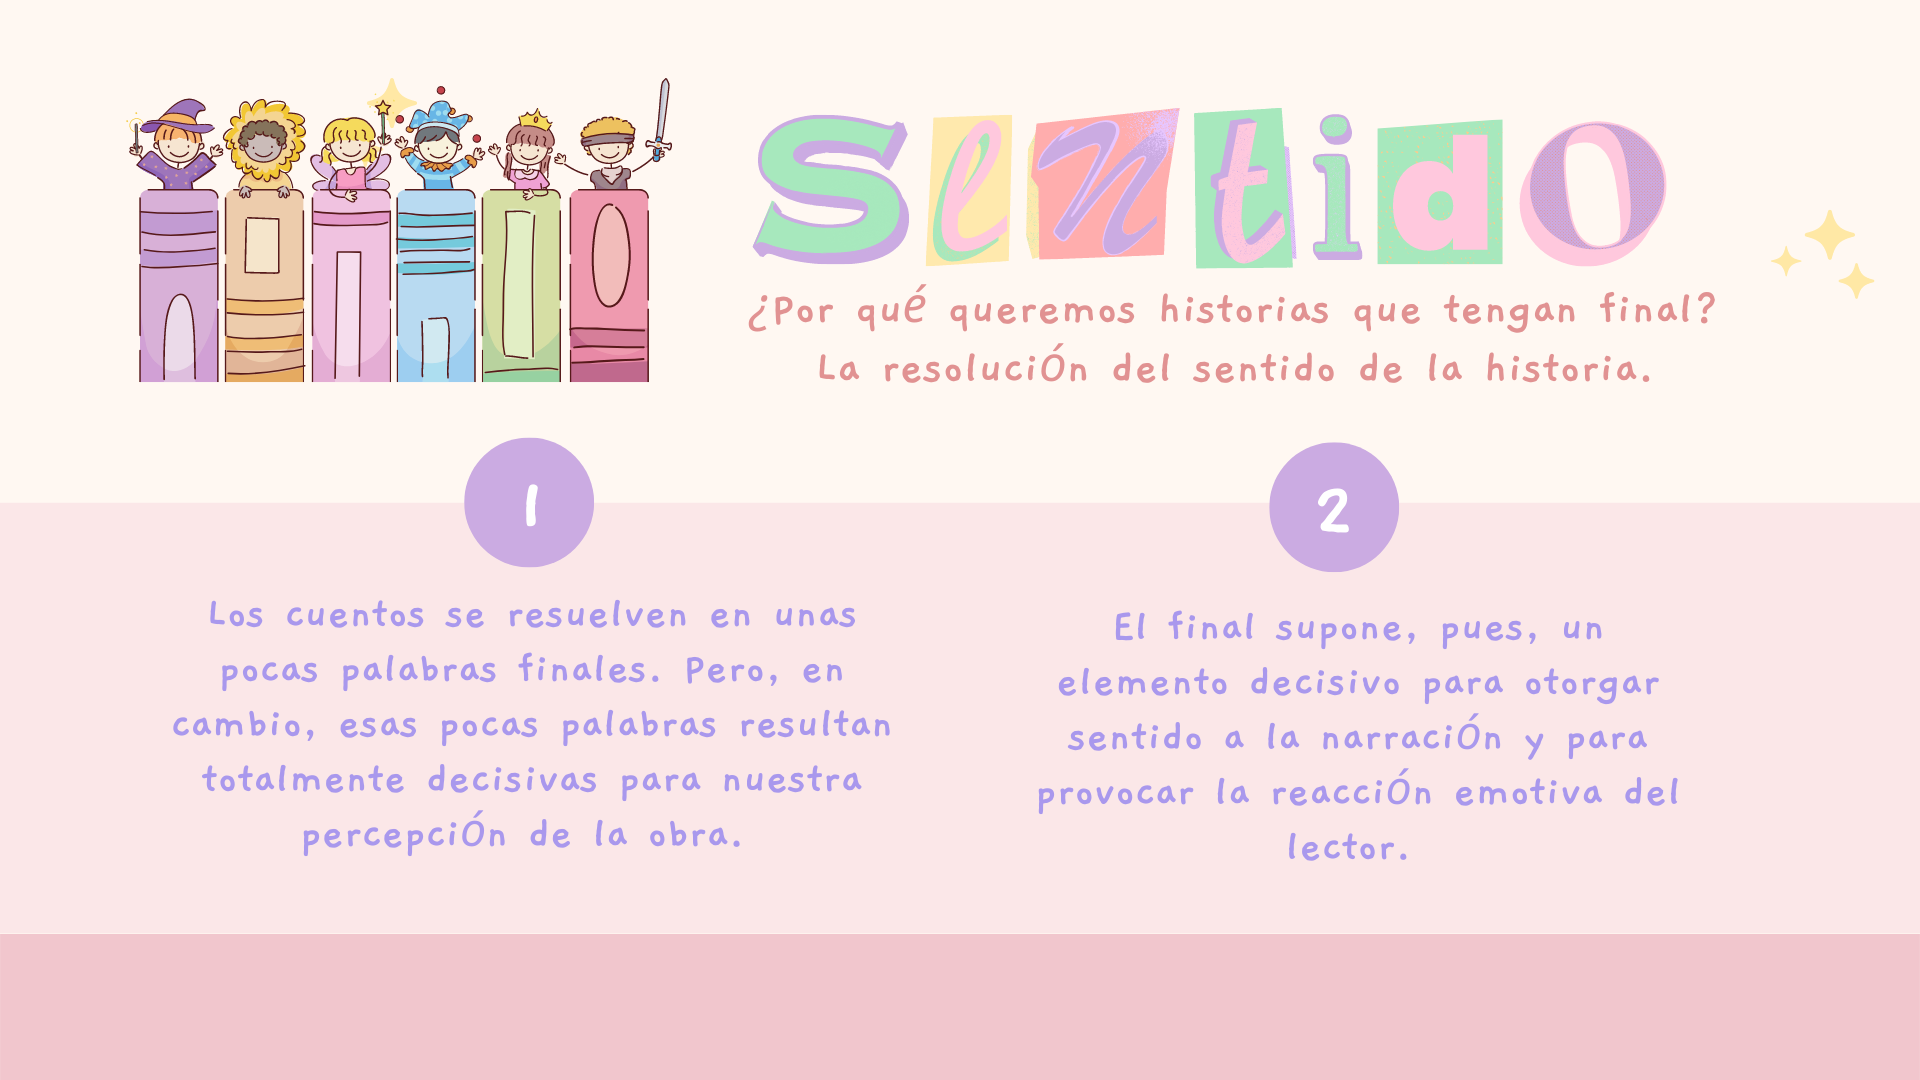 SeNtidO
¿Por qué queremos historias que tengan final?
La resolución del sentido de la historia.
1
Los cuentos se resuelven en unas
pocas palabras finales. Pero, en
cambio, esas pocas palabras resultan
totalmente decisivas para nuestra
percepción de la obra.
2
El final supone, pues, un
elemento decisivo para otorgar
sentido a la narración y para
provocar la reacción emotiva del
lector.